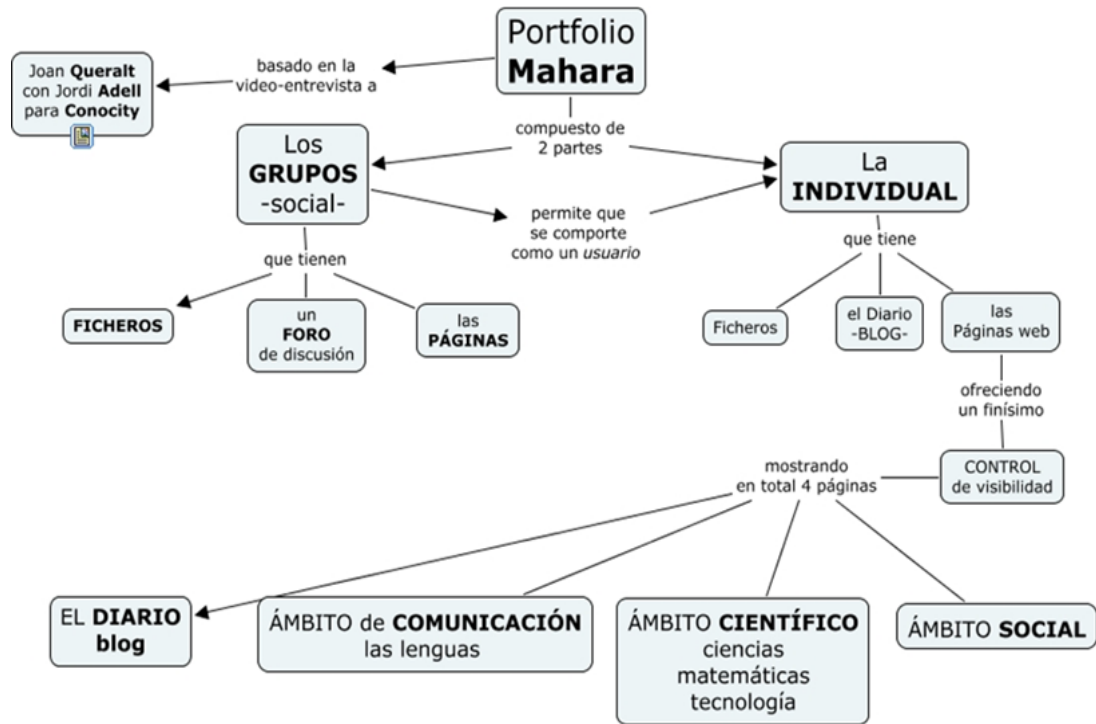 Portfolio
Mahara
basado en la
video-entrevista a
Joan Queralt
con Jordi Adell
para Conocity
compuesto de
2 partes
Los
GRUPOS
-social-
La
INDIVIDUAL
permite que
se comporte
como un usuario
que tienen
que tiene
FICHEROS
un
FORO
de discusión
las
PÁGINAS
Ficheros
el Diario
-BLOG-
las
Páginas web
ofreciendo
un finísimo
CONTROL
de visibilidad
mostrando
en total 4 páginas
EL DIARIO
blog
ÁMBITO de COMUNICACIÓN
las lenguas
ÁMBITO CIENTÍFICO
ciencias
matemáticas
tecnología
ÁMBITO SOCIAL